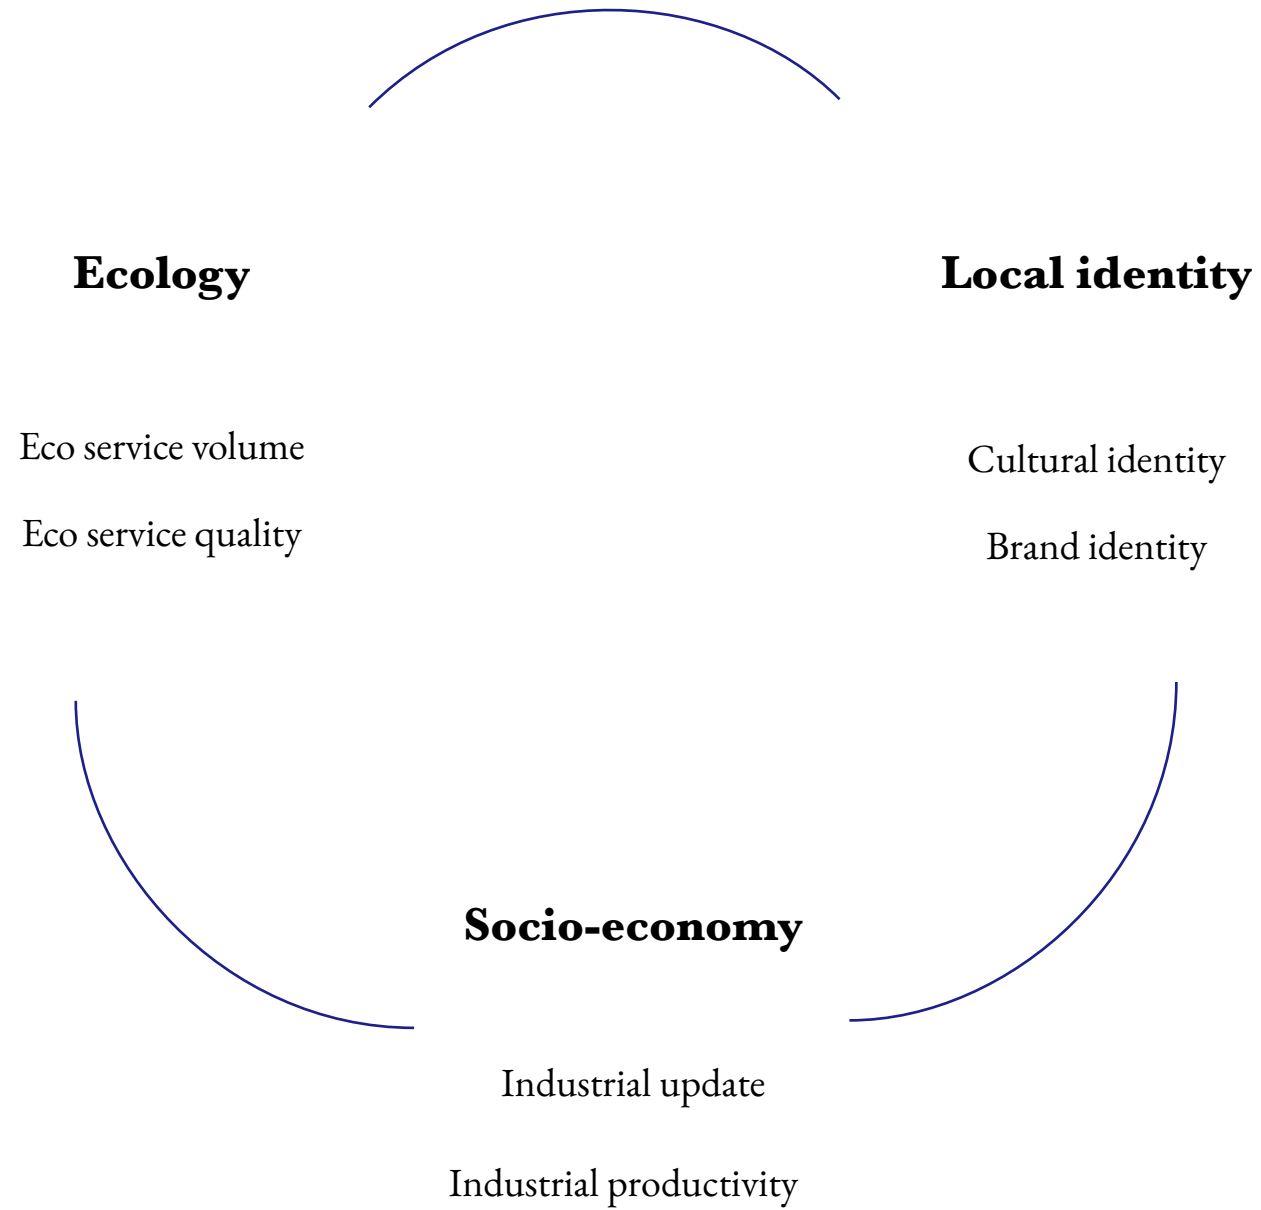 Ecology
Eco service volume
Eco service quality
Local identity
Cultural identity
Brand identity
Socio-economy
Industrial update
Industrial productivity